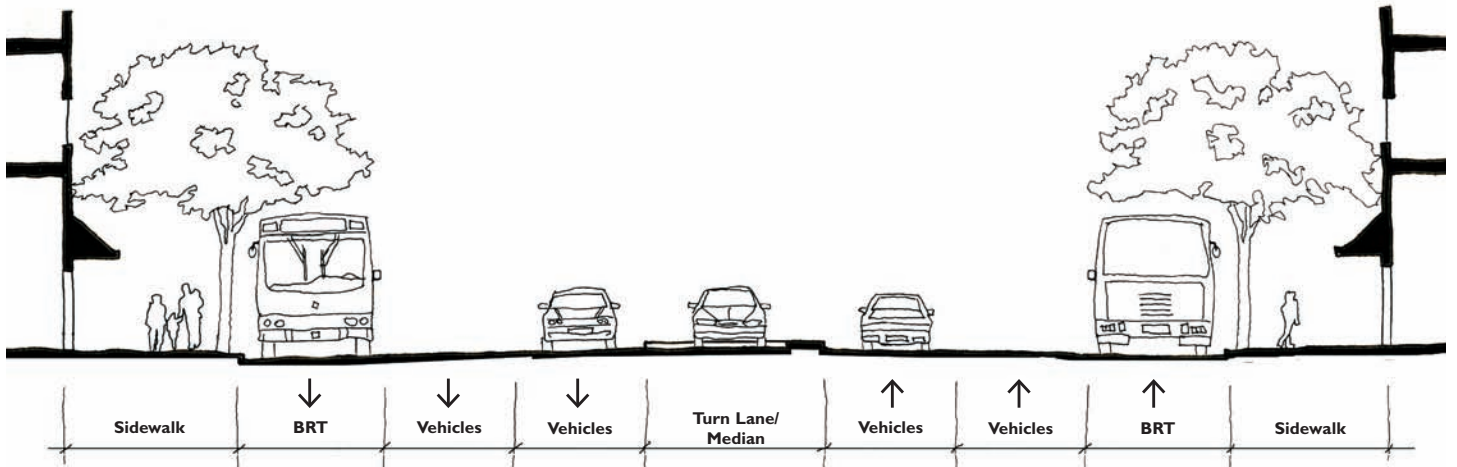 Sidewalk
BRT
Vehicles
Vehicles
Turn Lane/
Median
Vehicles
Vehicles
BRT
Sidewalk